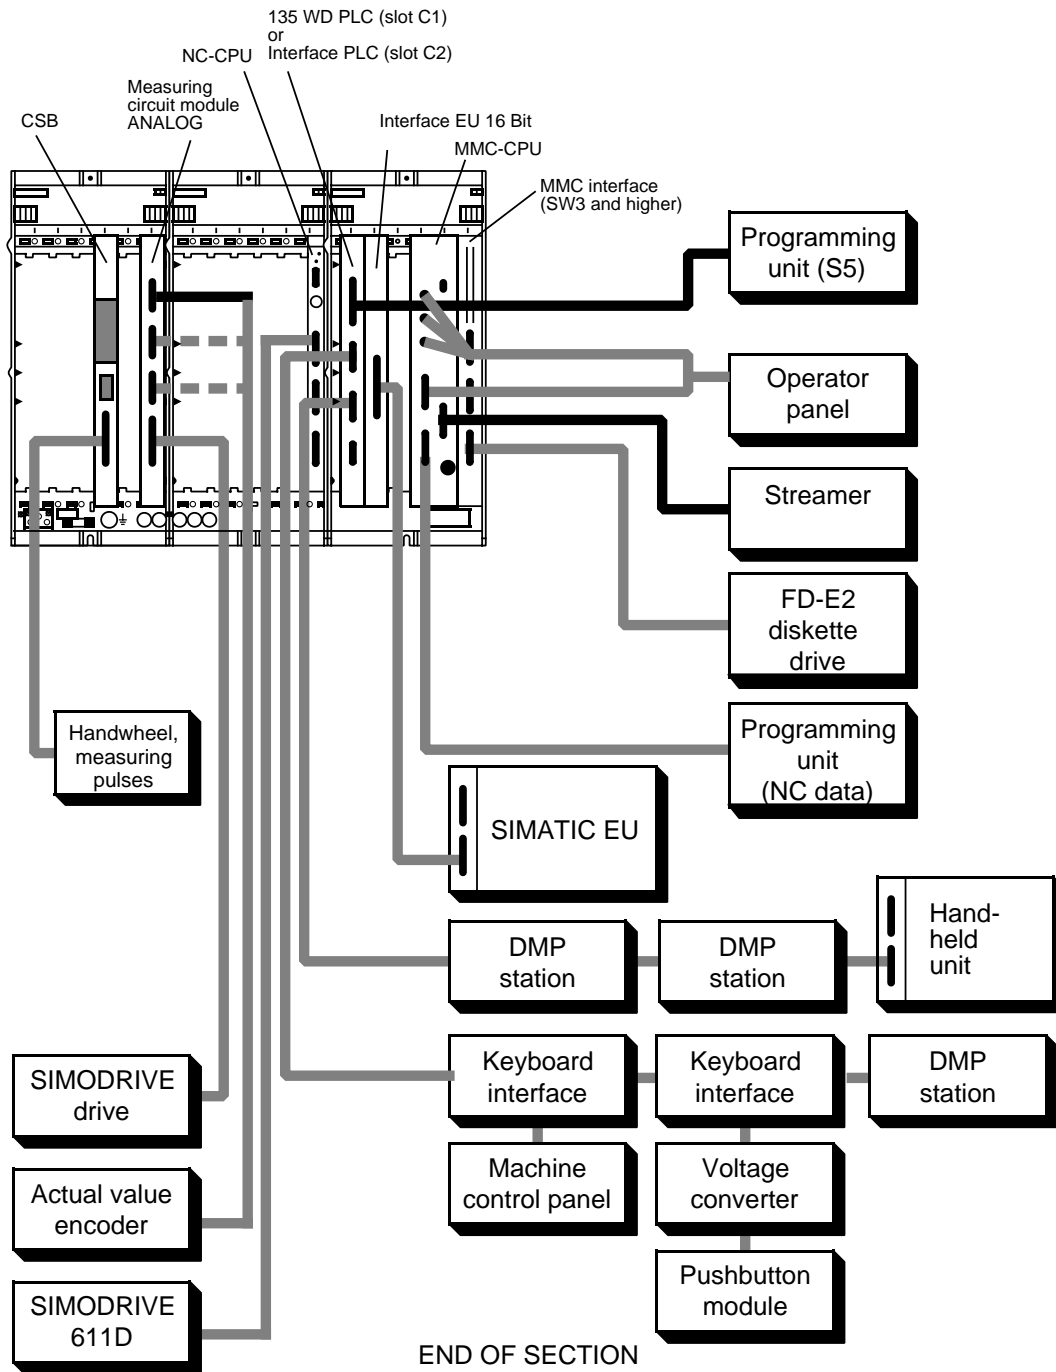 135 WD PLC (slot C1)
or
Interface PLC (slot C2)
NC-CPU
Measuring
circuit module
ANALOG
CSB
Interface EU 16 Bit
MMC-CPU
MMC interface
(SW3 and higher)
Programming
unit (S5)
Operator
panel
Streamer
FD-E2
diskette
drive
Programming
unit
(NC data)
Handwheel,
measuring
pulses
SIMATIC EU
DMP
station
DMP
station
Hand-
held
unit
Keyboard
interface
Keyboard
interface
DMP
station
SIMODRIVE
drive
Machine
control panel
Voltage
converter
Actual value
encoder
Pushbutton
module
SIMODRIVE
611D
END OF SECTION